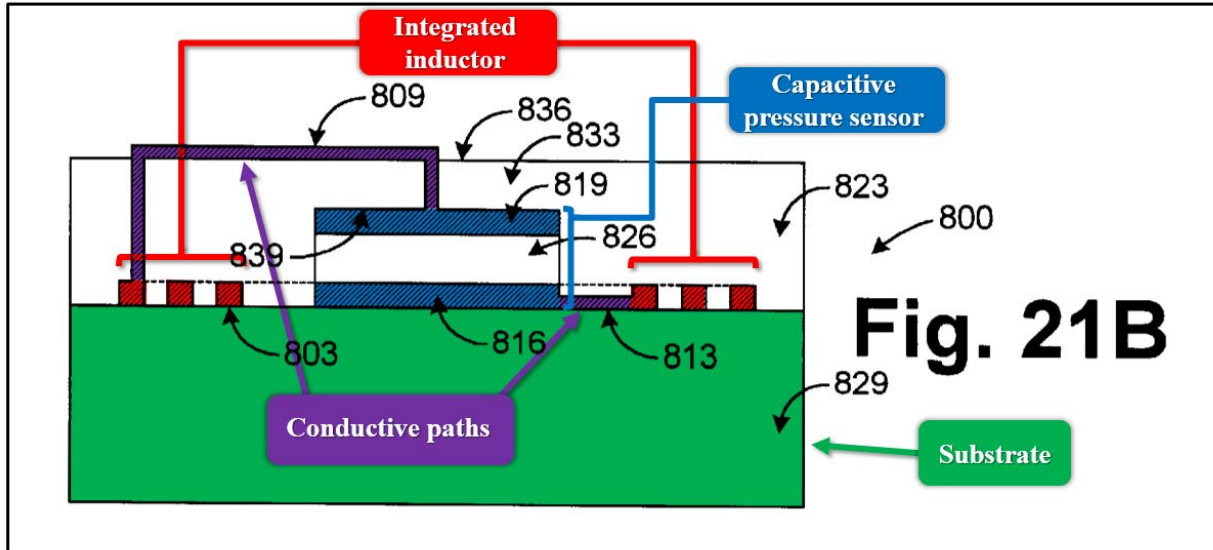 Integrated
inductor
Capacitive
pressure sensor
809
836
833
819
823
826
800
839
803
816
813
Fig. 21B
829
Conductive paths
Substrate